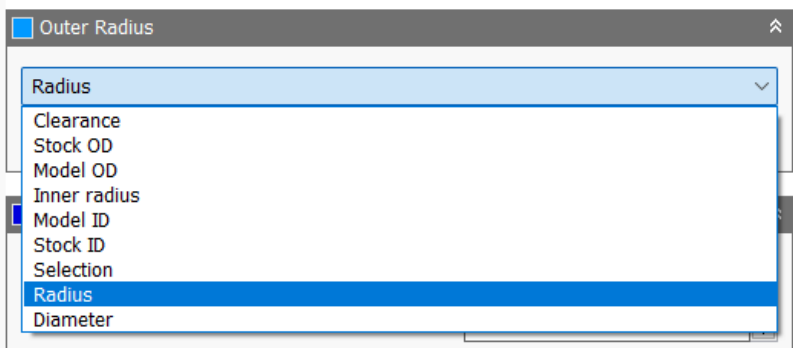 Outer Radius
Radius
Clearance
Stock OD
Model OD
Inner radius
Model ID
Stock ID
Selection
Radius
Diameter